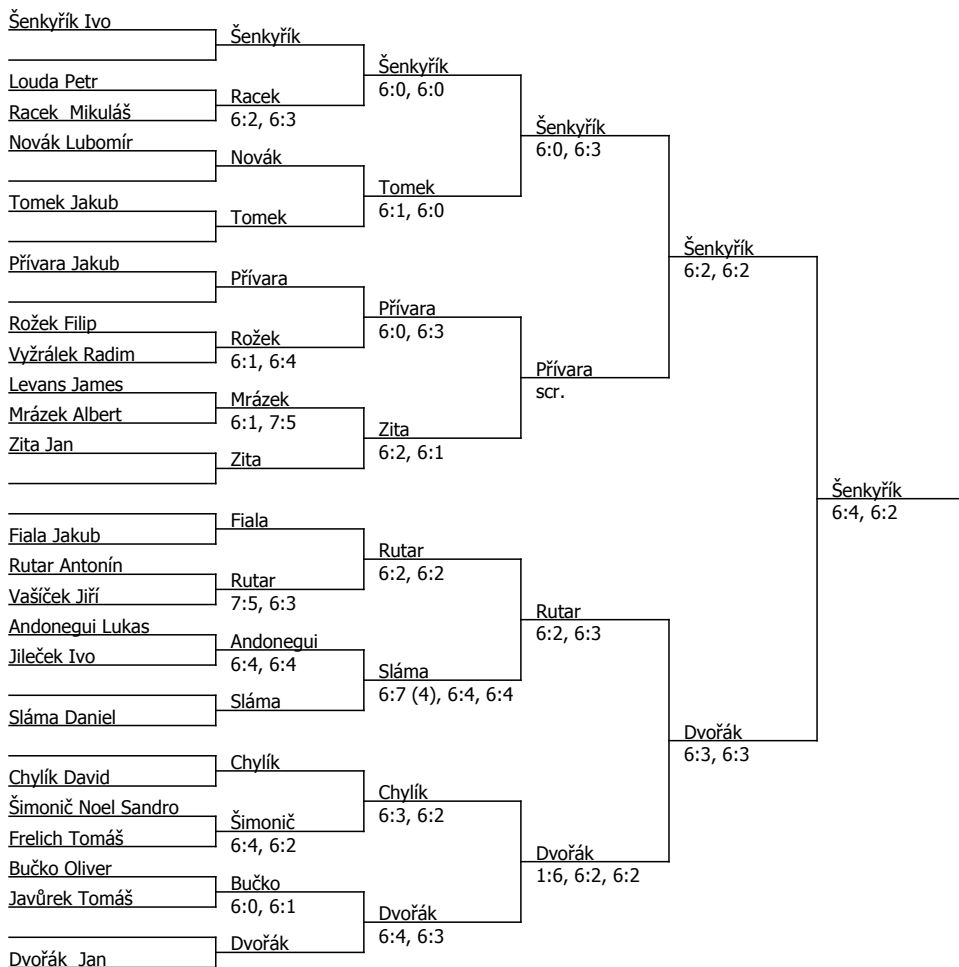 Šenkyřík Ivo
Šenkyřík
Šenkyřík
6:0, 6:0
Louda Petr
Racek Mikuláš
Racek
6:2, 6:3
Šenkyřík
6:0, 6:3
Novák Lubomír
Novák
Tomek
6:1, 6:0
Tomek Jakub
Tomek
Šenkyřík
6:2, 6:2
Přívara Jakub
Přívara
Přívara
6:0, 6:3
Rožek Filip
Vyžrálek Radim
Rožek
6:1, 6:4
Přívara
scr.
Levans James
Mrázek Albert
Mrázek
6:1, 7:5
Zita
6:2, 6:1
Zita Jan
Zita
Šenkyřík
6:4, 6:2
Fiala
Fiala Jakub
Rutar
6:2, 6:2
Rutar Antonín
Vašíček Jiří
Rutar
7:5, 6:3
Rutar
6:2, 6:3
Andonegui Lukas
Jileček Ivo
Andonegui
6:4, 6:4
Sláma
6:7 (4), 6:4, 6:4
Sláma
Sláma Daniel
Dvořák
6:3, 6:3
Chylík
Chylík David
Chylík
6:3, 6:2
Šimonič Noel Sandro
Frelich Tomáš
Šimonič
6:4, 6:2
Dvořák
1:6, 6:2, 6:2
Bučko Oliver
Javůrek Tomáš
Bučko
6:0, 6:1
Dvořák
6:4, 6:3
Dvořák
Dvořák Jan